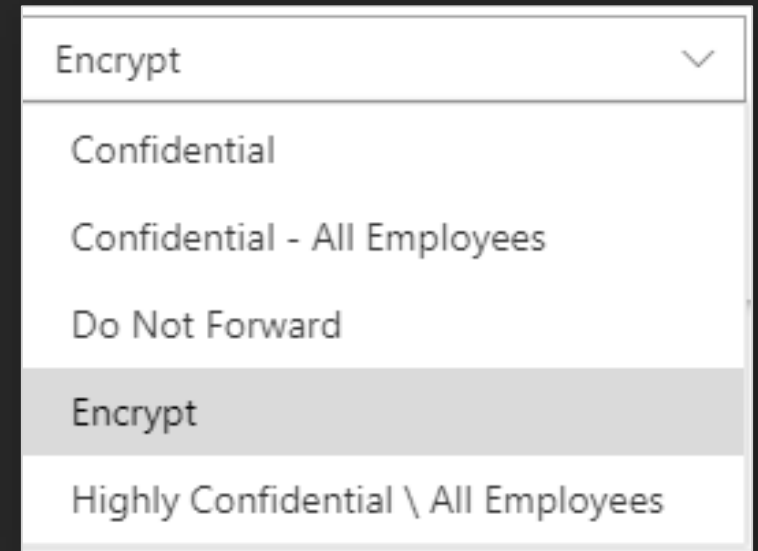 Encrypt
Confidential
Confidential - All Employees
Do Not Forward
Encrypt
Highly Confidential \ All Employees